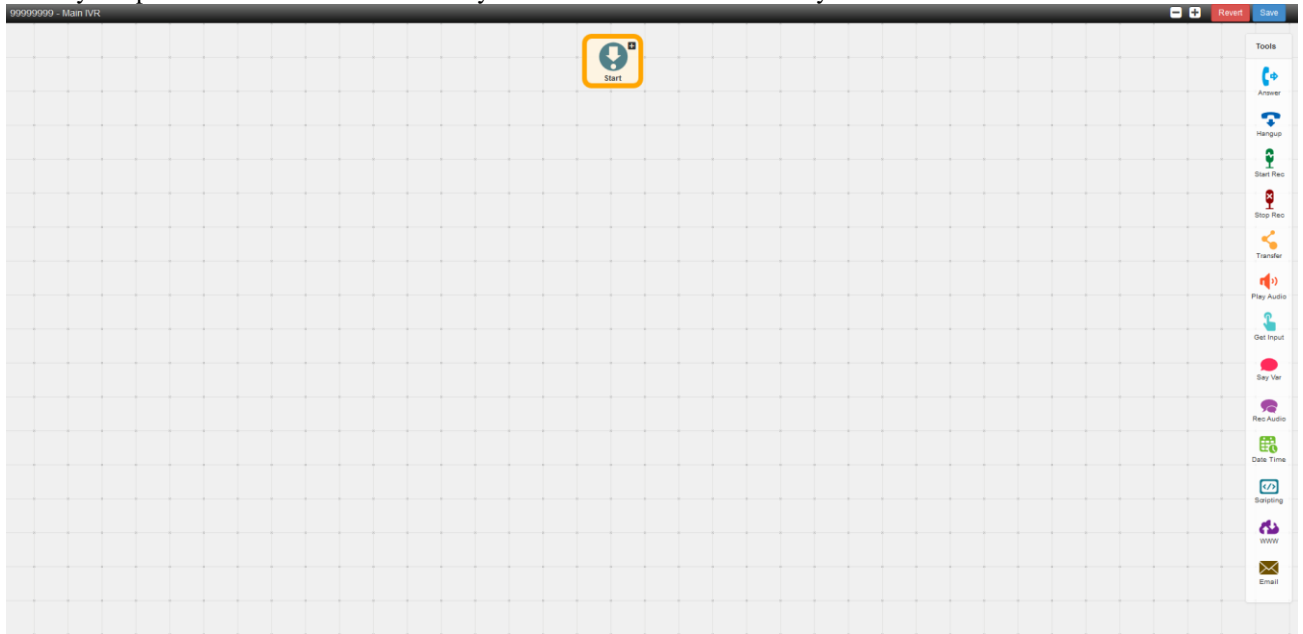 99999999 - Main IVR
Revert
Save
Start
Tools
Answer
Hangup
Start Rec
Stop Rec
Transfer
Play Audio
Get Input
Say Var
Rec Audio
Date Time
Scripting
WWW
Email